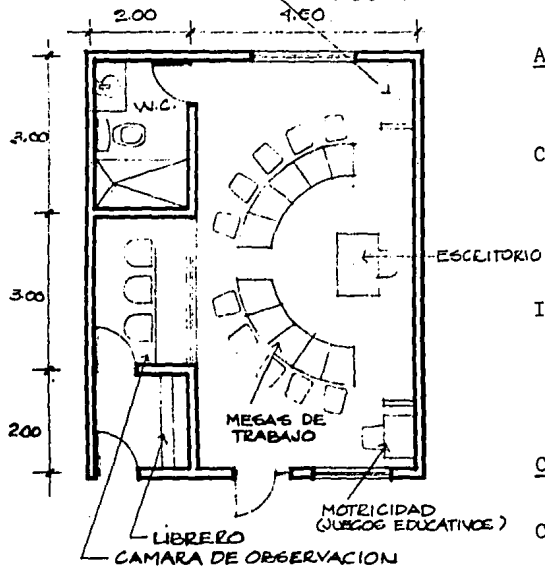 2.00
4.00
A
3.00
W.C.
C
ESCRITORIO
3.00
I
2.00
MESAS DE
TRABAJO
C
MOTRICIDAD
(JUEGOS EDUCATIVOS)
C
LIBRERO
CAMARA DE OBSERVACION